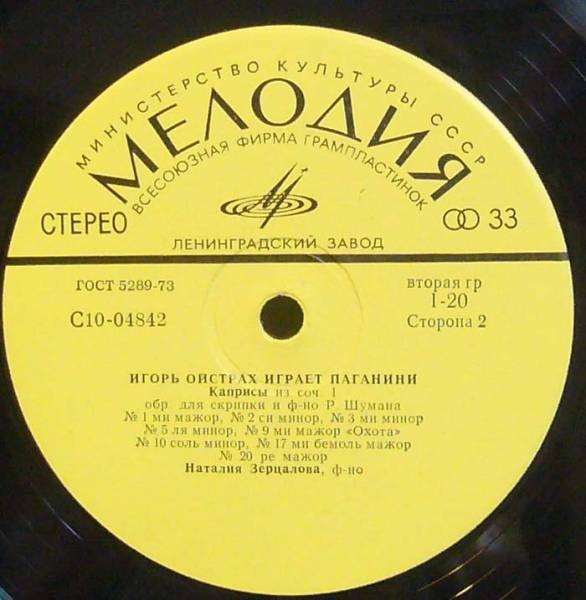 МИНИСТЕРСТВО КУЛЬТУРЫ СССР
МЕЛОДИЯ
ВСЕСОЮЗНАЯ ФИРМА ГРАМПЛАСТИНОК
СТЕРЕО
33
ЛЕНИНГРАДСКИЙ ЗАВОД
ГОСТ 5289-73
вторая гр
1-20
С10-04842
Сторона 2
ИГОРЬ ОЙСТРАХ ИГРАЕТ ПАГАНИНИ
Каприсы из соч. 1
обр. для скрипки и ф-но Р. Шумана
№ 1 ми мажор, № 2 си минор, № 3 ми минор
№ 5 ля минор, № 9 ми мажор «Охота»
№ 10 соль минор, № 17 ми бемоль мажор
№ 20 ре мажор
Наталия Зерцалова, ф-но